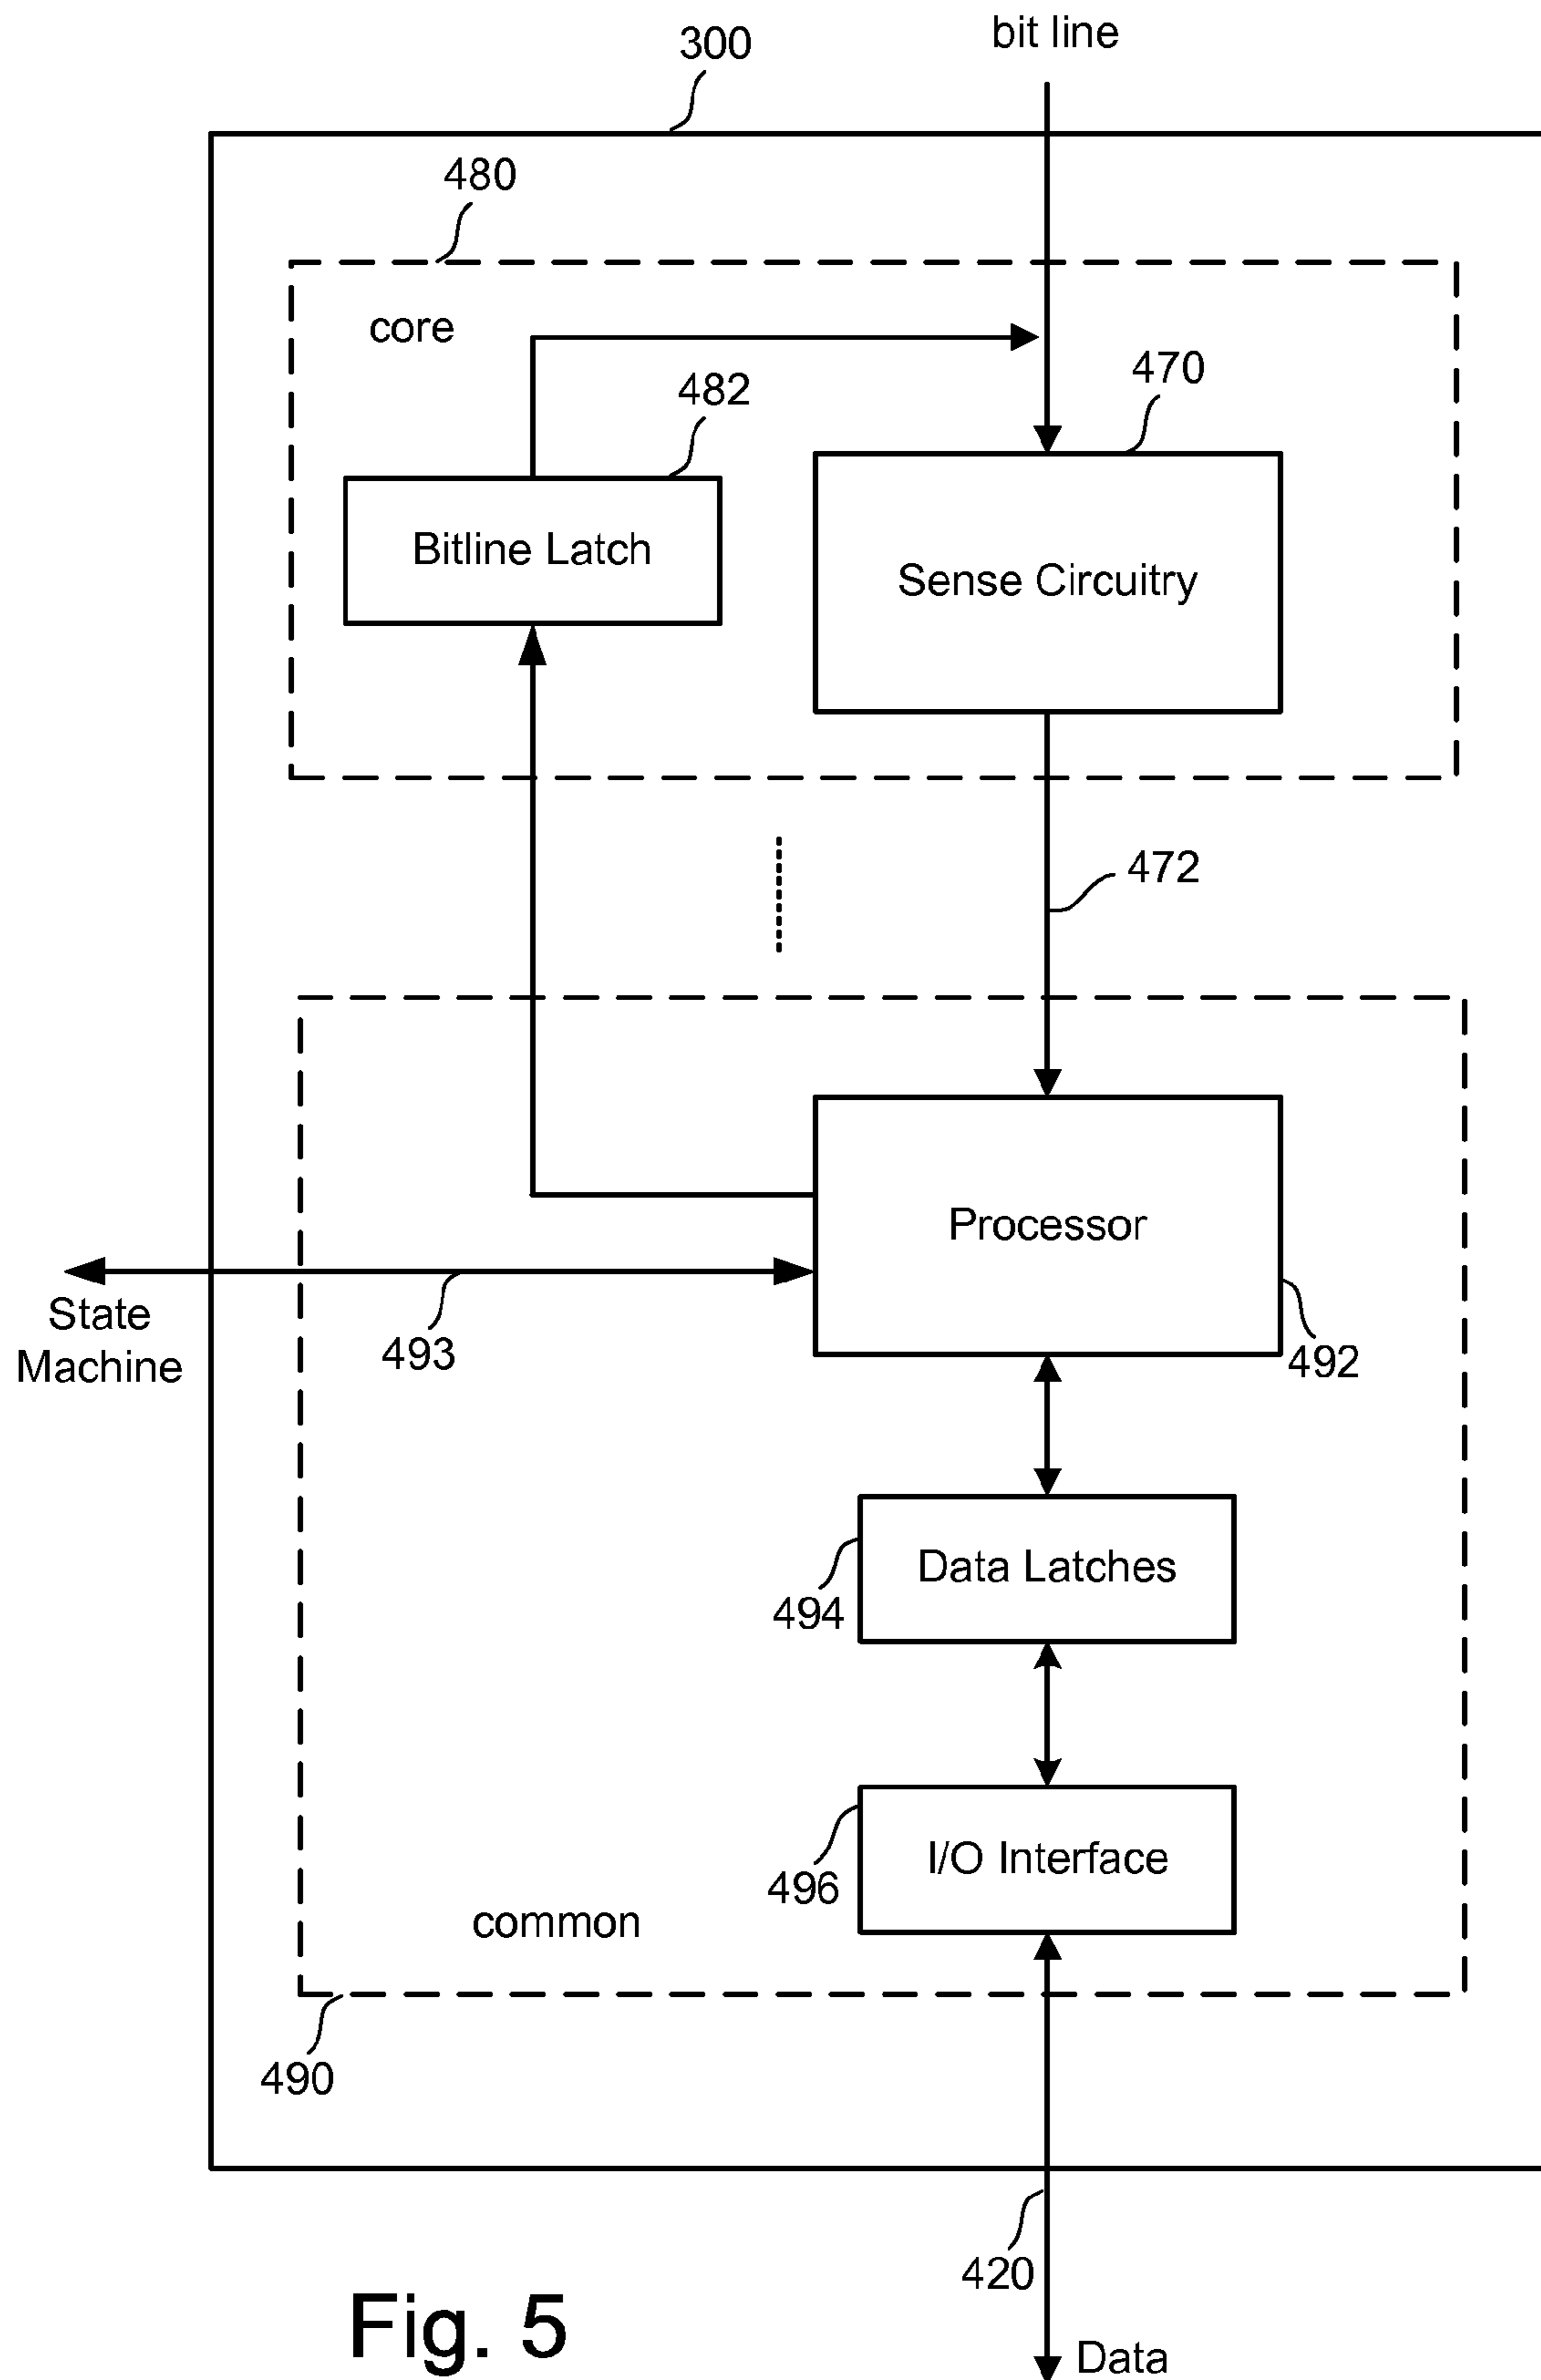 bit line
300
480
core
470
482
Bitline Latch
Sense Circuitry
472
Processor
State
Machine
493
492
Data Latches
494
I/O Interface
496
common
490
420
Fig. 5
Data